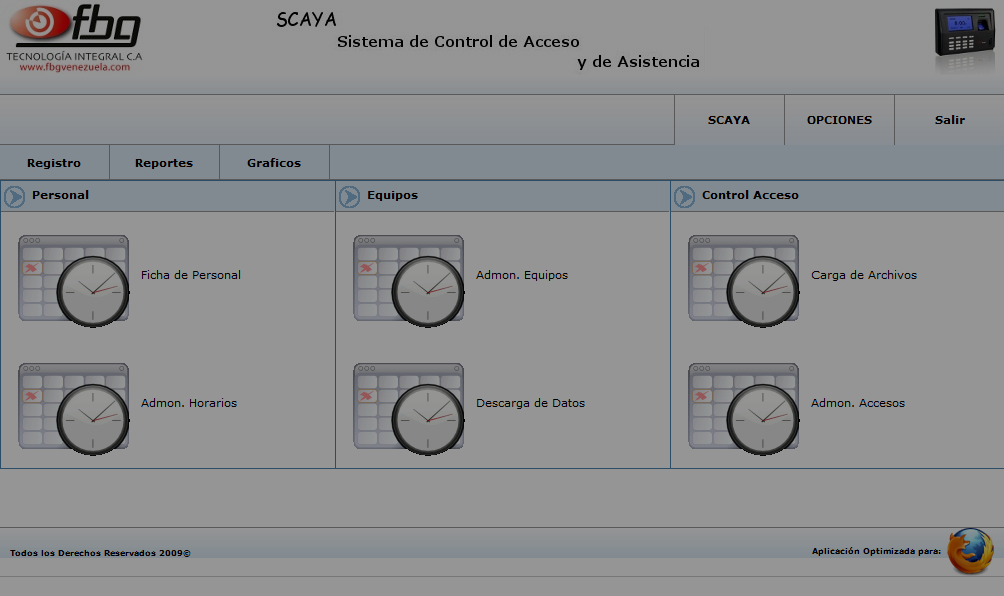 fbg
TECNOLOGÍA INTEGRAL C.A
www.fbgvenezuela.com
SCAYA
Sistema de Control de Acceso
y de Asistencia
SCAYA
OPCIONES
Salir
Registro
Reportes
Graficos
Personal
Equipos
Control Acceso
Ficha de Personal
Admon. Equipos
Carga de Archivos
Admon. Horarios
Descarga de Datos
Admon. Accesos
Todos los Derechos Reservados 2009©
Aplicación Optimizada para: